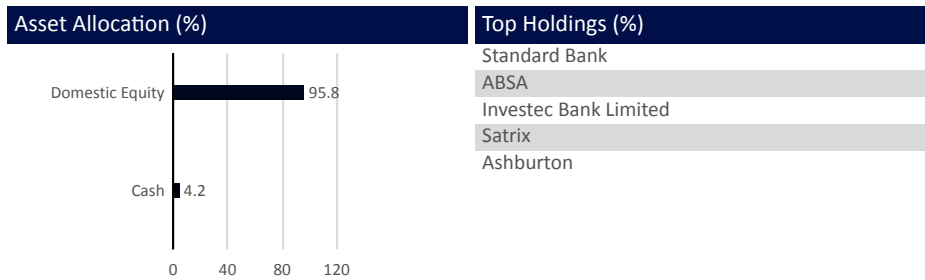 Asset Allocation (%)
Domestic Equity 95.8
Cash 4.2
0 40 80 120
Top Holdings (%)
Standard Bank
ABSA
Investec Bank Limited
Satrix
Ashburton